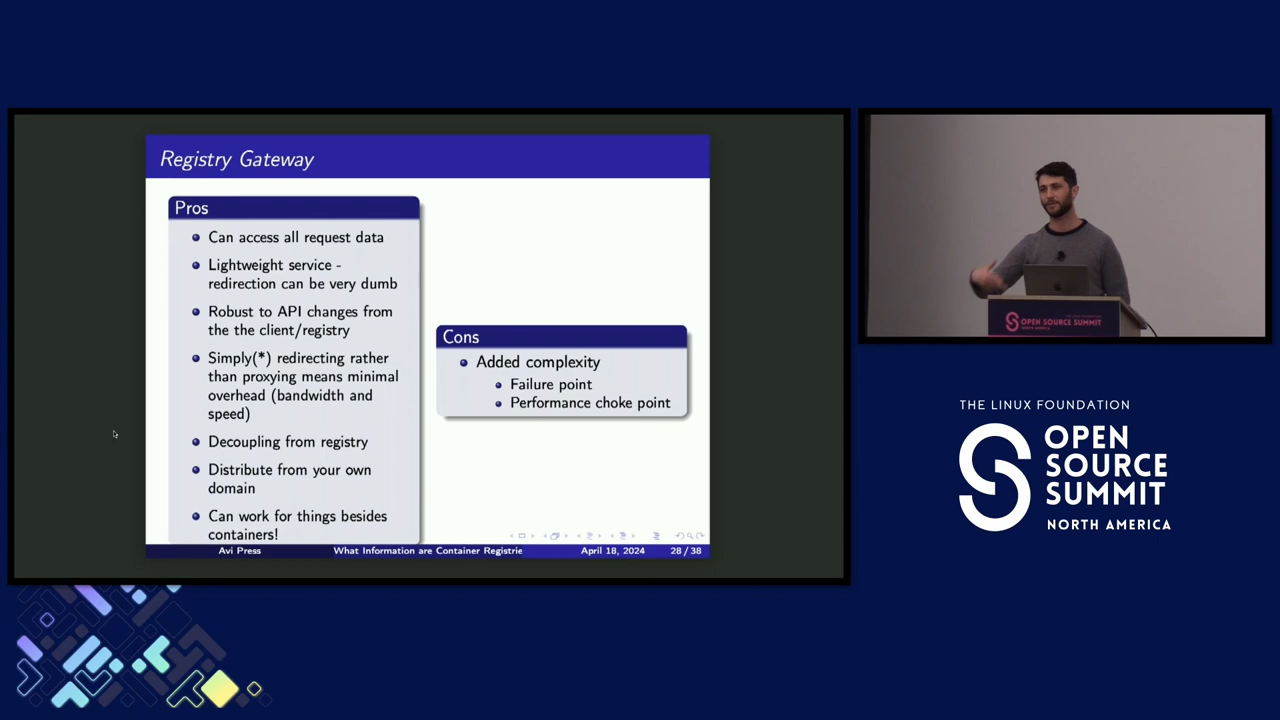 Registry Gateway
Pros
Can access all request data
Lightweight service -
redirection can be very dumb
Robust to API changes from
the the client/registry
Simply(*) redirecting rather
than proxying means minimal
overhead (bandwidth and
speed)
Decoupling from registry
Distribute from your own
domain
Can work for things besides
containers!
Cons
Added complexity
Failure point
Performance choke point
Avi Press
What Information are Container Registrie
April 18, 2024
28 / 38
OPEN SOURCE SUMMIT
THE LINUX FOUNDATION
OPEN
SOURCE
SUMMIT
NORTH AMERICA